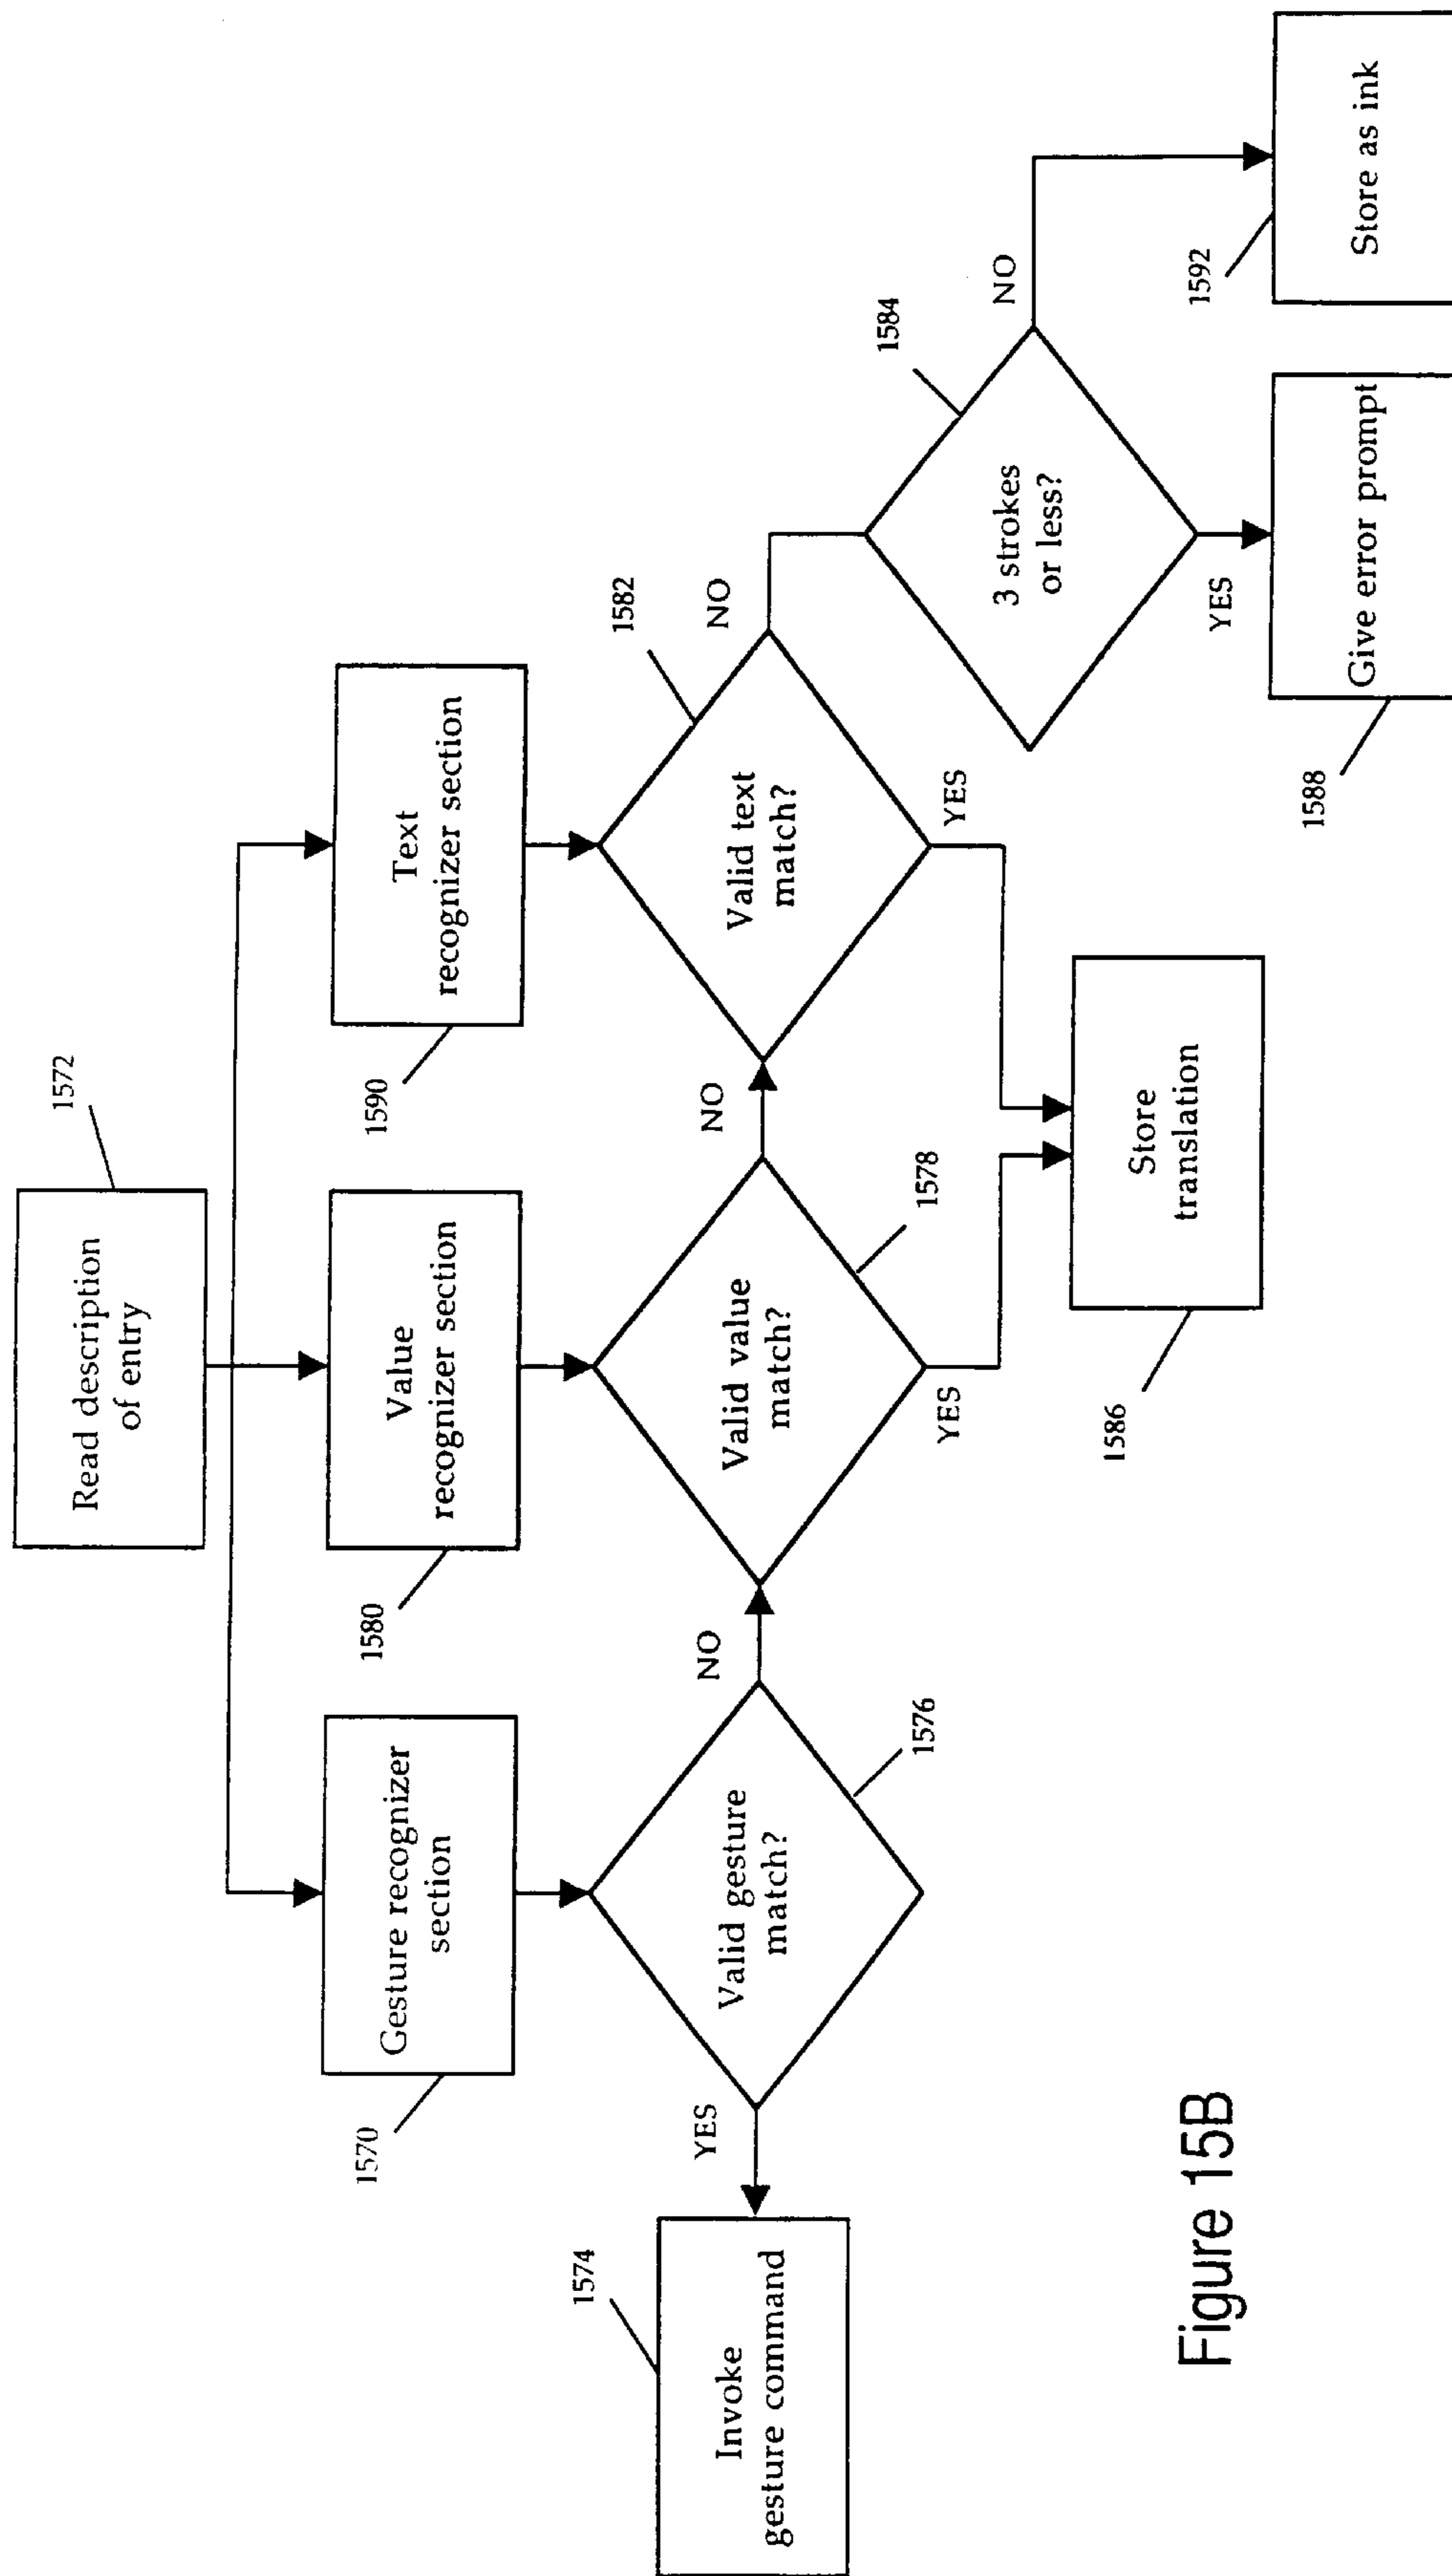 1572
Read description
of entry
1570
Gesture recognizer
section
1580
Value
recognizer section
1590
Text
recognizer section
1574
Invoke
gesture command
YES
Valid gesture
match?
1576
NO
Valid value
match?
1578
YES
NO
Valid text
match?
1582
YES
NO
1586
Store
translation
3 strokes
or less?
1584
NO
YES
1588
Give error prompt
1592
Store as ink
Figure 15B